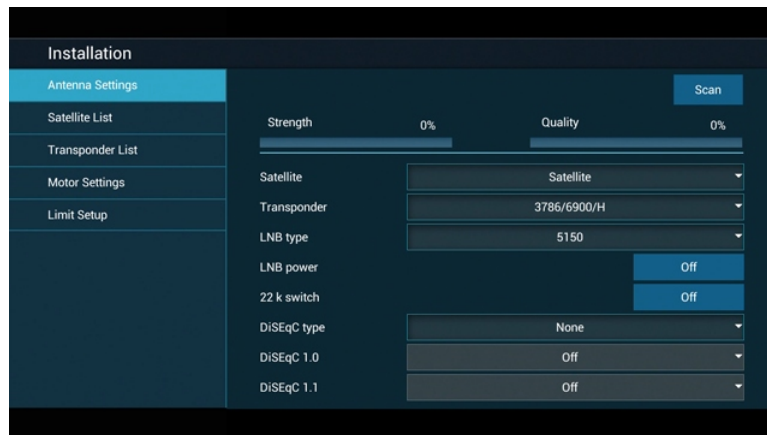 Installation
Antenna Settings
Scan
Satellite List
Strength 0% Quality 0%
Transponder List
Motor Settings
Limit Setup
Satellite Satellite
Transponder 3786/6900/H
LNB type 5150
LNB power Off
22 k switch Off
DiSEqC type None
DiSEqC 1.0 Off
DiSEqC 1.1 Off